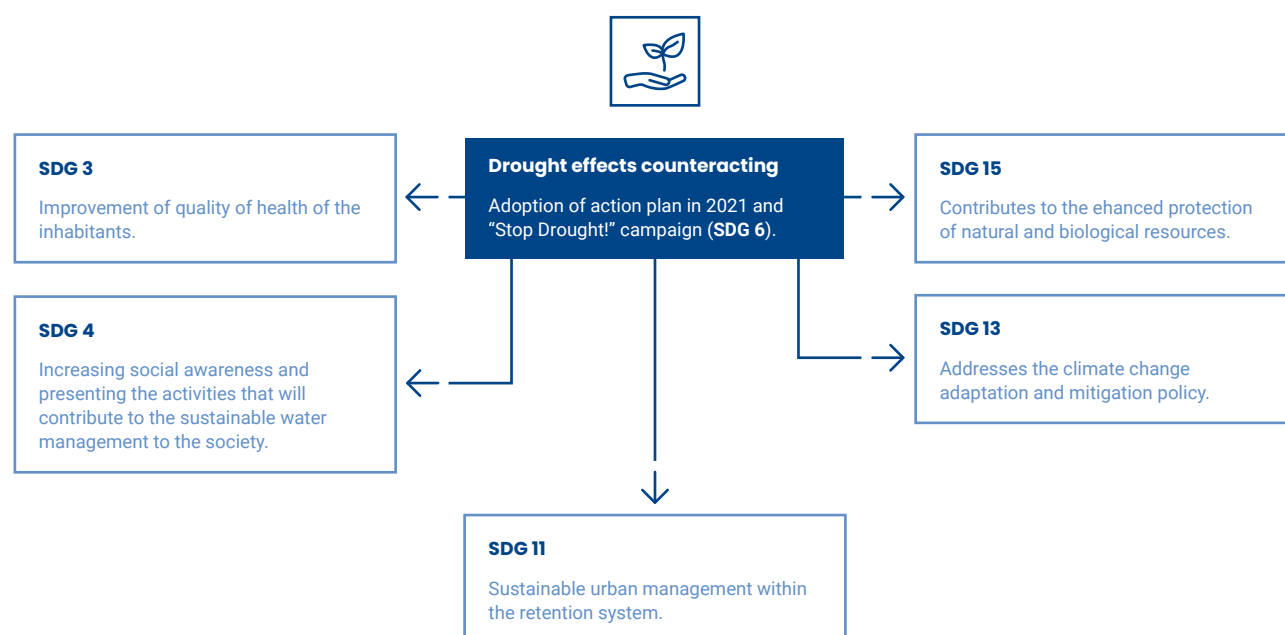 Drought effects counteracting
Adoption of action plan in 2021 and
“Stop Drought!” campaign (SDG 6).
SDG 3
Improvement of quality of health of the
inhabitants.
SDG 15
Contributes to the ehanced protection
of natural and biological resources.
SDG 4
Increasing social awareness and
presenting the activities that will
contribute to the sustainable water
management to the society.
SDG 13
Addresses the climate change
adaptation and mitigation policy.
SDG 11
Sustainable urban management within
the retention system.